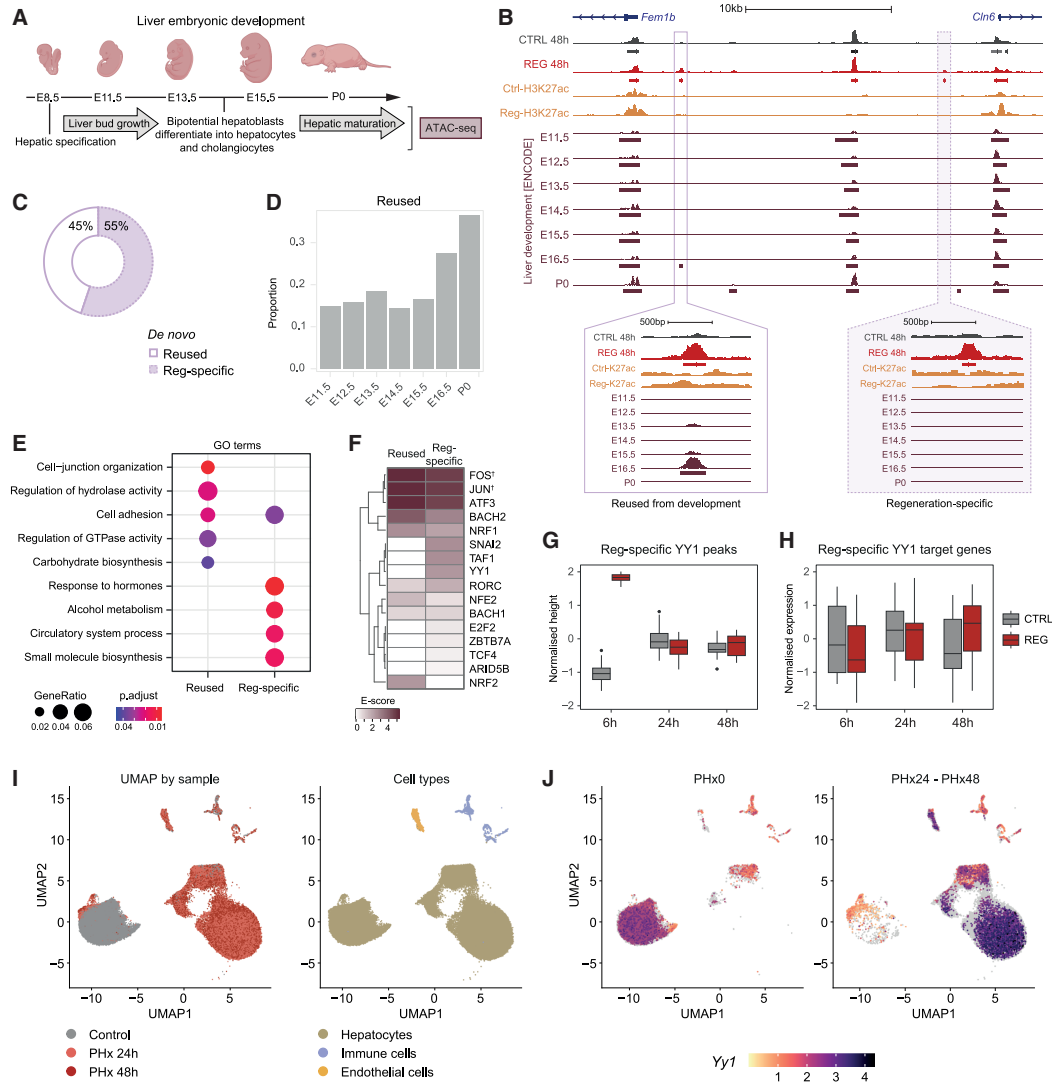 A
Liver embryonic development
E8.5 E11.5 E13.5 E15.5 P0
Liver bud growth
Bipotential hepatoblasts
differentiate into hepatocytes
and cholangiocytes
Hepatic maturation
ATAC-seq
Hepatic specification
B
Fem1b
10kb
Cln6
CTRL 48h
REG 48h
Ctrl-H3K27ac
Reg-H3K27ac
Liver development [ENCODE]
E11.5
E12.5
E13.5
E14.5
E15.5
E16.5
P0
500bp
CTRL 48h
REG 48h
Ctrl-K27ac
Reg-K27ac
E11.5
E12.5
E13.5
E14.5
E15.5
E16.5
P0
Reused from development
500bp
CTRL 48h
REG 48h
Ctrl-K27ac
Reg-K27ac
E11.5
E12.5
E13.5
E14.5
E15.5
E16.5
P0
Regeneration-specific
C
45% 55%
De novo
Reused
Reg-specific
D
Reused
Proportion
0.3
0.2
0.1
0.0
E11.5 E12.5 E13.5 E14.5 E15.5 E16.5 P0
E
GO terms
Cell-junction organization
Regulation of hydrolase activity
Cell adhesion
Regulation of GTPase activity
Carbohydrate biosynthesis
Response to hormones
Alcohol metabolism
Circulatory system process
Small molecule biosynthesis
Reused Reg-specific
GeneRatio
0.02 0.04 0.06
p.adjust
0.04 0.01
F
Reused Reg-
specific
FOS†
JUN†
ATF3
BACH2
NRF1
SNAI2
TAF1
YY1
RORC
NFE2
BACH1
E2F2
ZBTB7A
TCF4
ARID5B
NRF2
E-score
0 2 4
G
Reg-specific YY1 peaks
Normalised height
2
1
0
−1
−2
6h 24h 48h
H
Reg-specific YY1 target genes
Normalised expression
2
1
0
−1
−2
6h 24h 48h
CTRL
REG
I
UMAP by sample
UMAP2
15
10
5
0
−5
−10 −5 0 5
UMAP1
Control
PHx 24h
PHx 48h
Cell types
15
10
5
0
−5
−10 −5 0 5
UMAP1
Hepatocytes
Immune cells
Endothelial cells
J
PHx0
UMAP2
15
10
5
0
−5
−10 −5 0 5
UMAP1
PHx24 - PHx48
15
10
5
0
−5
−10 −5 0 5
UMAP1
Yy1
1 2 3 4